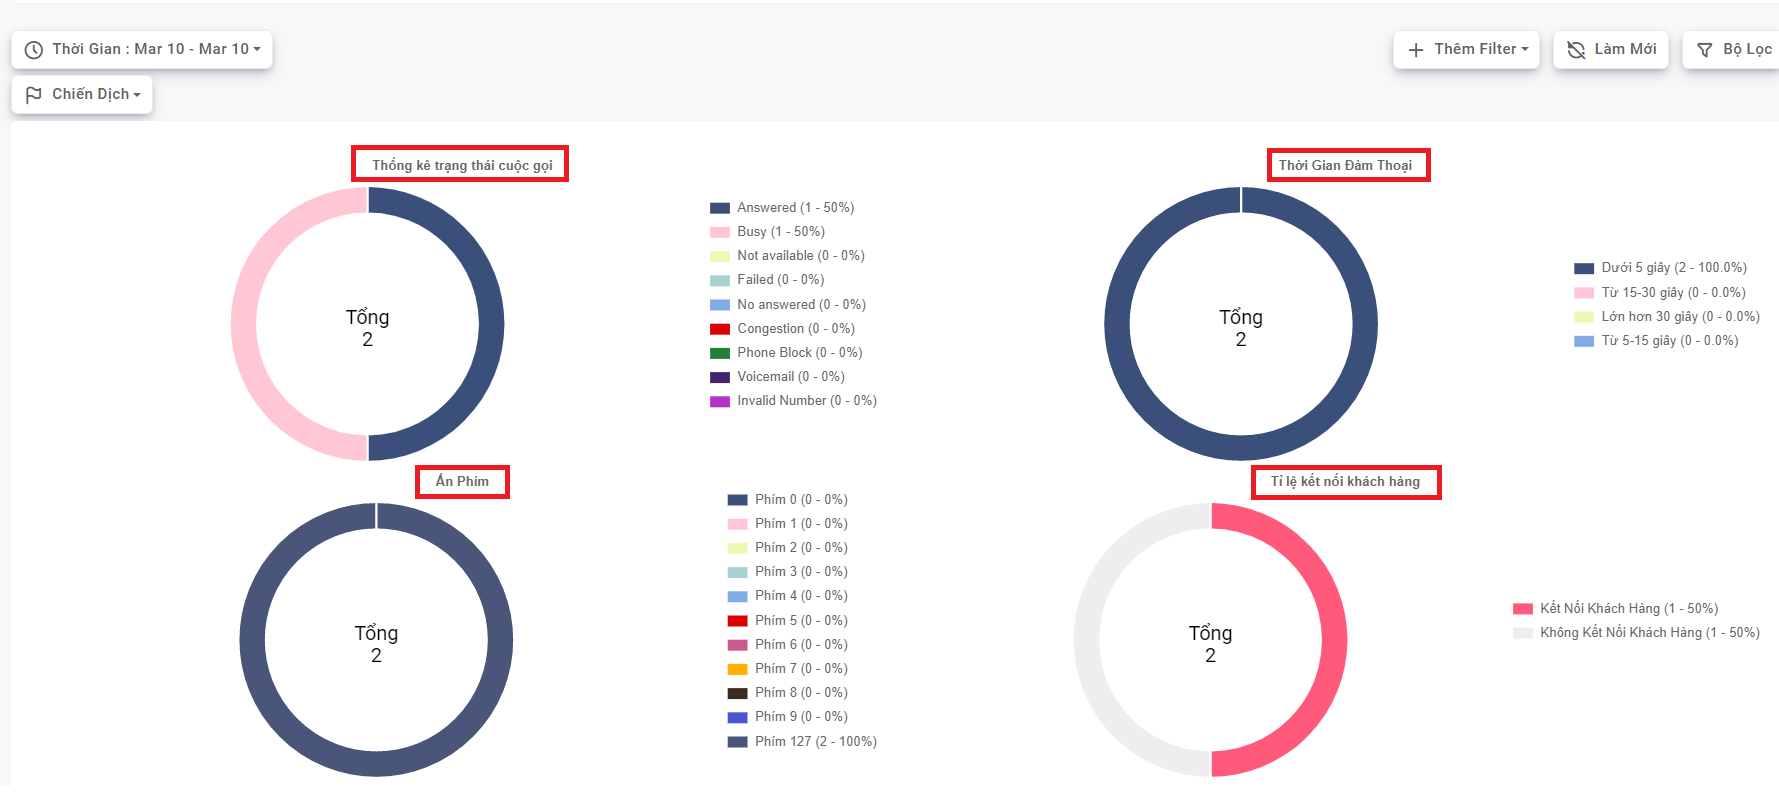 Thời Gian : Mar 10 - Mar 10
Thêm Filter
Làm Mới
Bộ Lọc
Chiến Dịch
Thống kê trạng thái cuộc gọi
Tổng
2
Answered (1 - 50%)
Busy (1 - 50%)
Not available (0 - 0%)
Failed (0 - 0%)
No answered (0 - 0%)
Congestion (0 - 0%)
Phone Block (0 - 0%)
Voicemail (0 - 0%)
Invalid Number (0 - 0%)
Thời Gian Đàm Thoại
Tổng
2
Dưới 5 giây (2 - 100.0%)
Từ 15-30 giây (0 - 0.0%)
Lớn hơn 30 giây (0 - 0.0%)
Từ 5-15 giây (0 - 0.0%)
Ấn Phím
Tổng
2
Phím 0 (0 - 0%)
Phím 1 (0 - 0%)
Phím 2 (0 - 0%)
Phím 3 (0 - 0%)
Phím 4 (0 - 0%)
Phím 5 (0 - 0%)
Phím 6 (0 - 0%)
Phím 7 (0 - 0%)
Phím 8 (0 - 0%)
Phím 9 (0 - 0%)
Phím 127 (2 - 100%)
Tỉ lệ kết nối khách hàng
Tổng
2
Kết Nối Khách Hàng (1 - 50%)
Không Kết Nối Khách Hàng (1 - 50%)